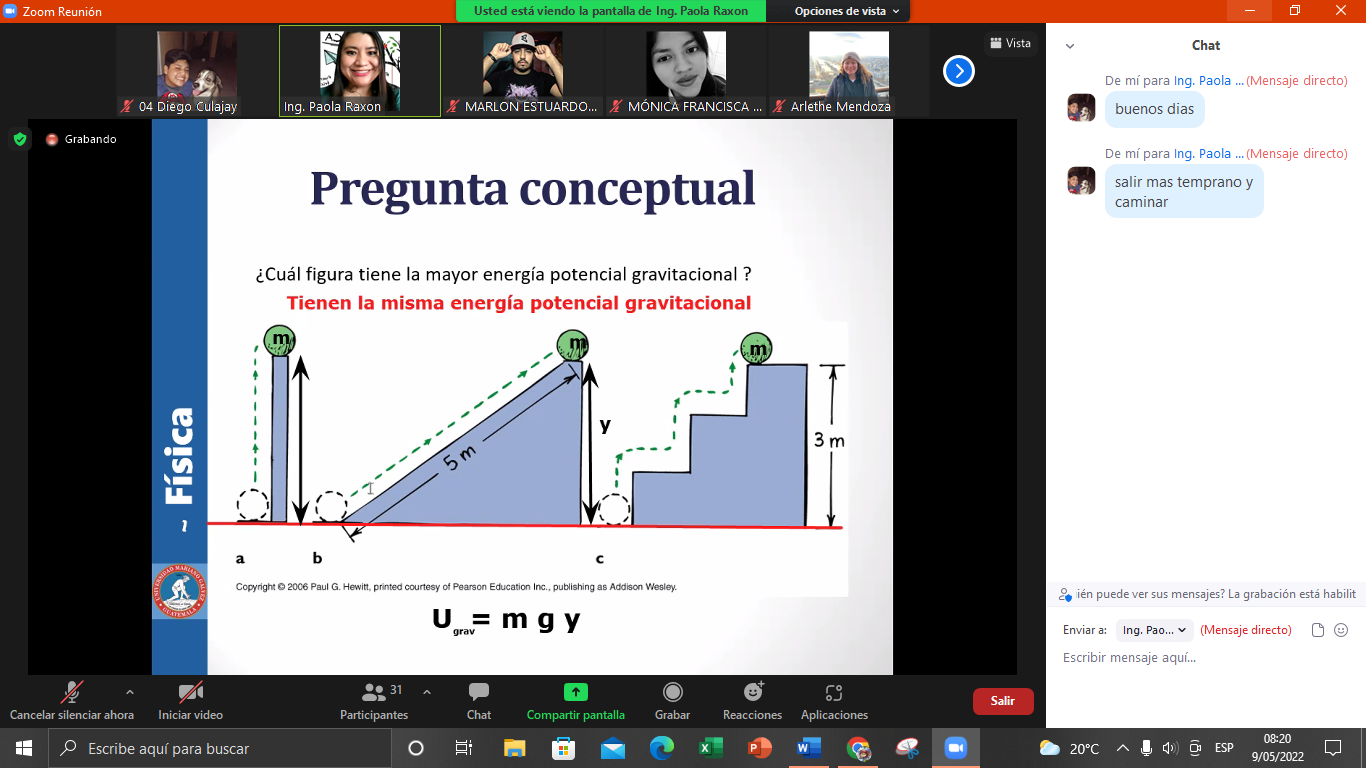 Zoom Reunión
Usted está viendo la pantalla de Ing. Paola Raxon
Opciones de vista
04 Diego Culajay
Ing. Paola Raxon
MARLON ESTUARDO...
MÓNICA FRANCISCA ...
Arlethe Mendoza
Vista
Grabando
Pregunta conceptual
¿Cuál figura tiene la mayor energía potencial gravitacional ?
Tienen la misma energía potencial gravitacional
m
m
m
y
5 m
3 m
a
b
c
Copyright © 2006 Paul G. Hewitt, printed courtesy of Pearson Education Inc., publishing as Addison Wesley.
U grav = m g y
~ Física
UNIVERSIDAD MARIANO GALVEZ
GUATEMALA
Chat
De mí para Ing. Paola ... (Mensaje directo)
buenos dias
De mí para Ing. Paola ... (Mensaje directo)
salir mas temprano y
caminar
ién puede ver sus mensajes? La grabación está habilit
Enviar a: Ing. Pao... (Mensaje directo)
Escribir mensaje aquí...
Cancelar silenciar ahora
Iniciar video
31
Participantes
Chat
Compartir pantalla
Grabar
Reacciones
Aplicaciones
Salir
Escribe aquí para buscar
20°C
ESP
08:20
9/05/2022